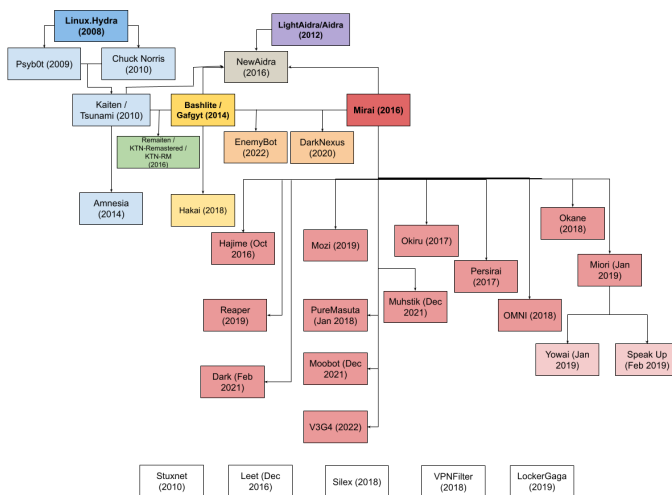 Linux.Hydra
(2008)
LightAidra/Aidra
(2012)
Psyb0t (2009)
Chuck Norris
(2010)
NewAidra
(2016)
Kaiten /
Tsunami (2010)
Bashlite /
Gafgyt (2014)
Mirai (2016)
Remaiten /
KTN-Remastered /
KTN-RM
(2016)
EnemyBot
(2022)
DarkNexus
(2020)
Amnesia
(2014)
Hakai (2018)
Hajime (Oct
2016)
Mozi (2019)
Okiru (2017)
Persirai
(2017)
Okane
(2018)
Miori (Jan
2019)
Reaper
(2019)
PureMasuta
(Jan 2018)
Muhstik (Dec
2021)
OMNI (2018)
Yowai (Jan
2019)
Speak Up
(Feb 2019)
Dark (Feb
2021)
Moobot (Dec
2021)
V3G4 (2022)
Stuxnet
(2010)
Leet (Dec
2016)
Silex (2018)
VPNFilter
(2018)
LockerGaga
(2019)